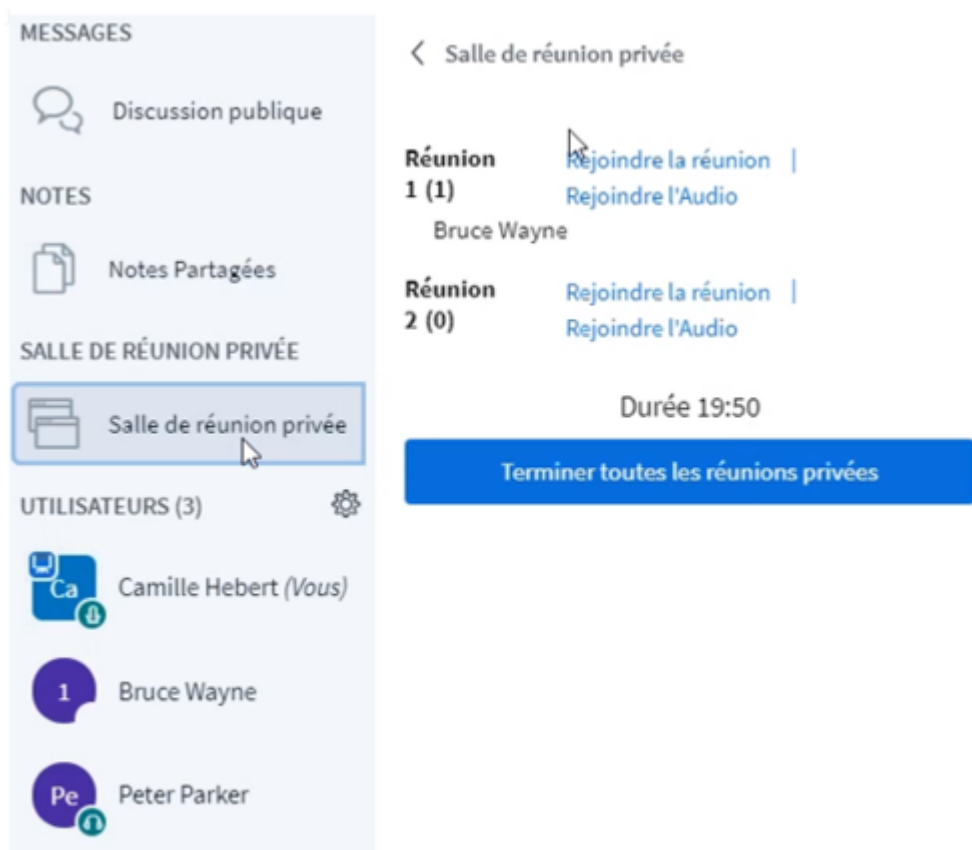 MESSAGES
Discussion publique
NOTES
Notes Partagées
SALLE DE RÉUNION PRIVÉE
Salle de réunion privée
UTILISATEURS (3)
Ca
Camille Hebert (Vous)
1
Bruce Wayne
Pe
Peter Parker
Salle de réunion privée
Réunion
1 (1)
Rejoindre la réunion |
Rejoindre l'Audio
Bruce Wayne
Réunion
2 (0)
Rejoindre la réunion |
Rejoindre l'Audio
Durée 19:50
Terminer toutes les réunions privées